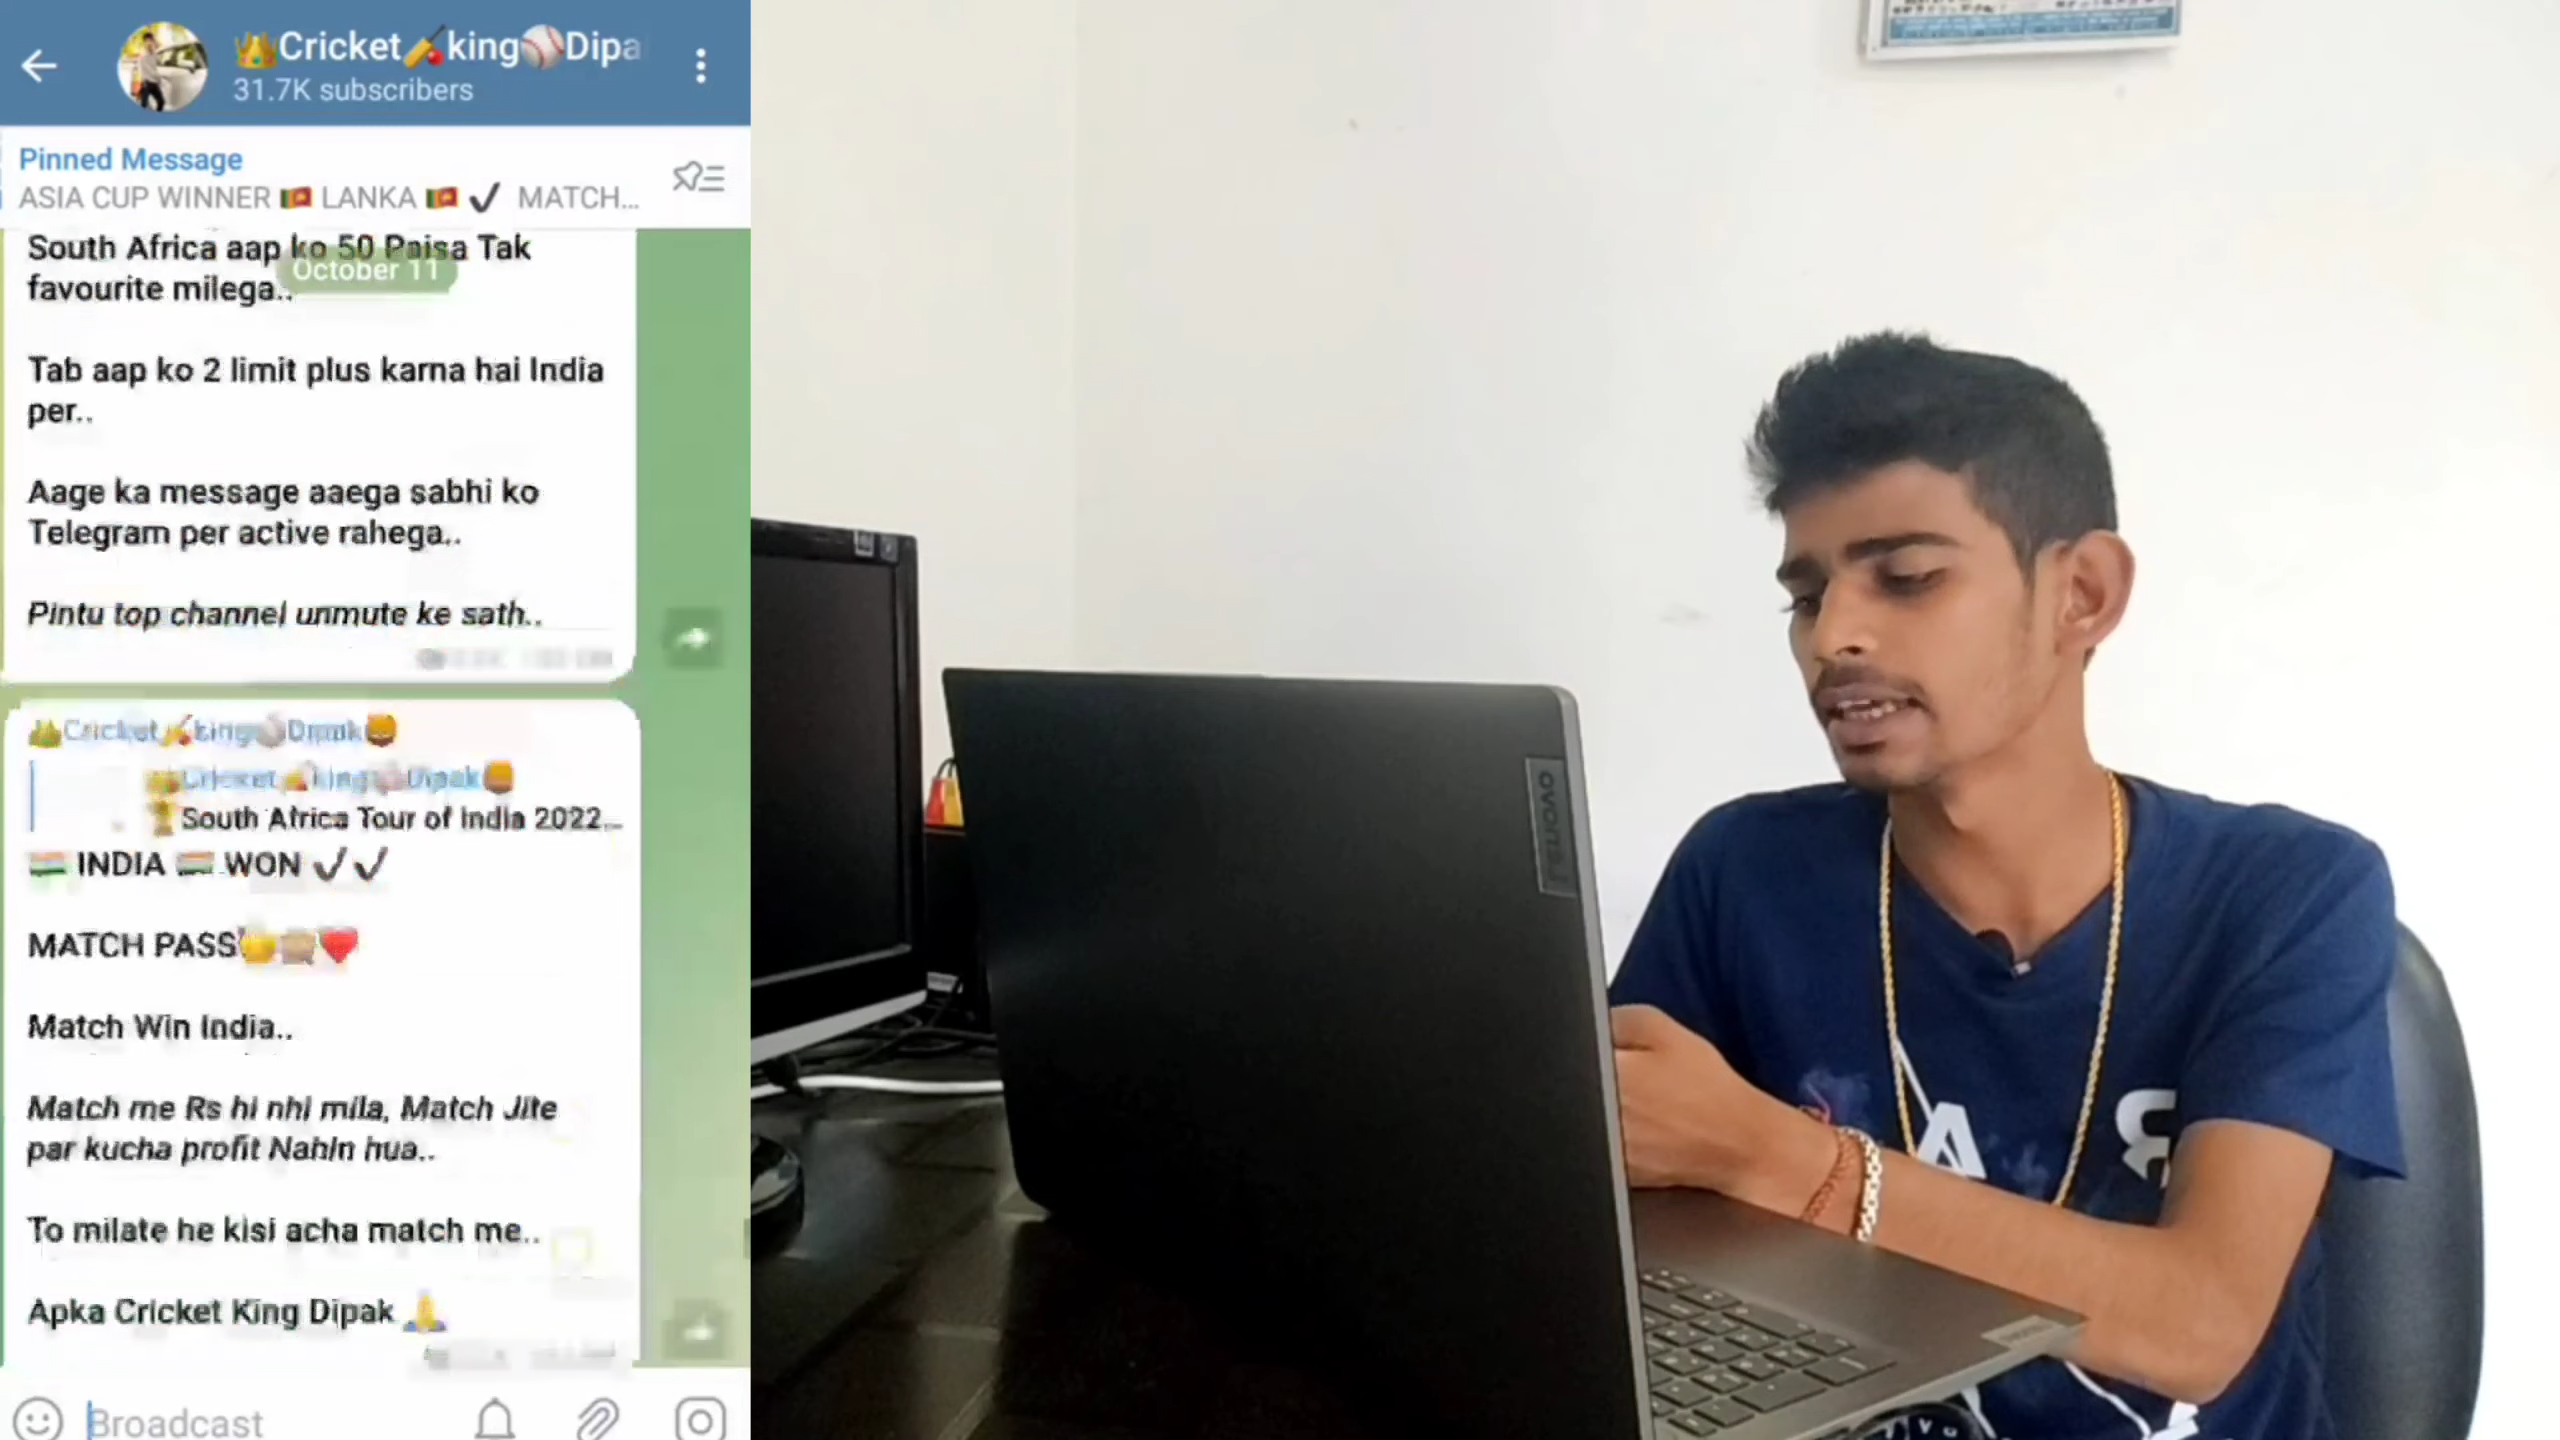 👑Cricket🏏king⚾Dipa
31.7K subscribers
Pinned Message
ASIA CUP WINNER 🇱🇰 LANKA 🇱🇰 ✔️ MATCH...
South Africa aap ko 50 Paisa Tak
favourite milega..
October 11
Tab aap ko 2 limit plus karna hai India
per..
Aage ka message aaega sabhi ko
Telegram per active rahega..
Pintu top channel unmute ke sath..
👑Cricket🏏king⚾Dipak🦁
👑Cricket🏏king⚾Dipak🦁
🏆South Africa Tour of India 2022...
🇮🇳 INDIA 🇮🇳 WON ✔️✔️
MATCH PASS
Match Win India..
Match me Rs hi nhi mila, Match Jite
par kucha profit Nahin hua..
To milate he kisi acha match me..
Apka Cricket King Dipak 🙏
Broadcast
Lenovo